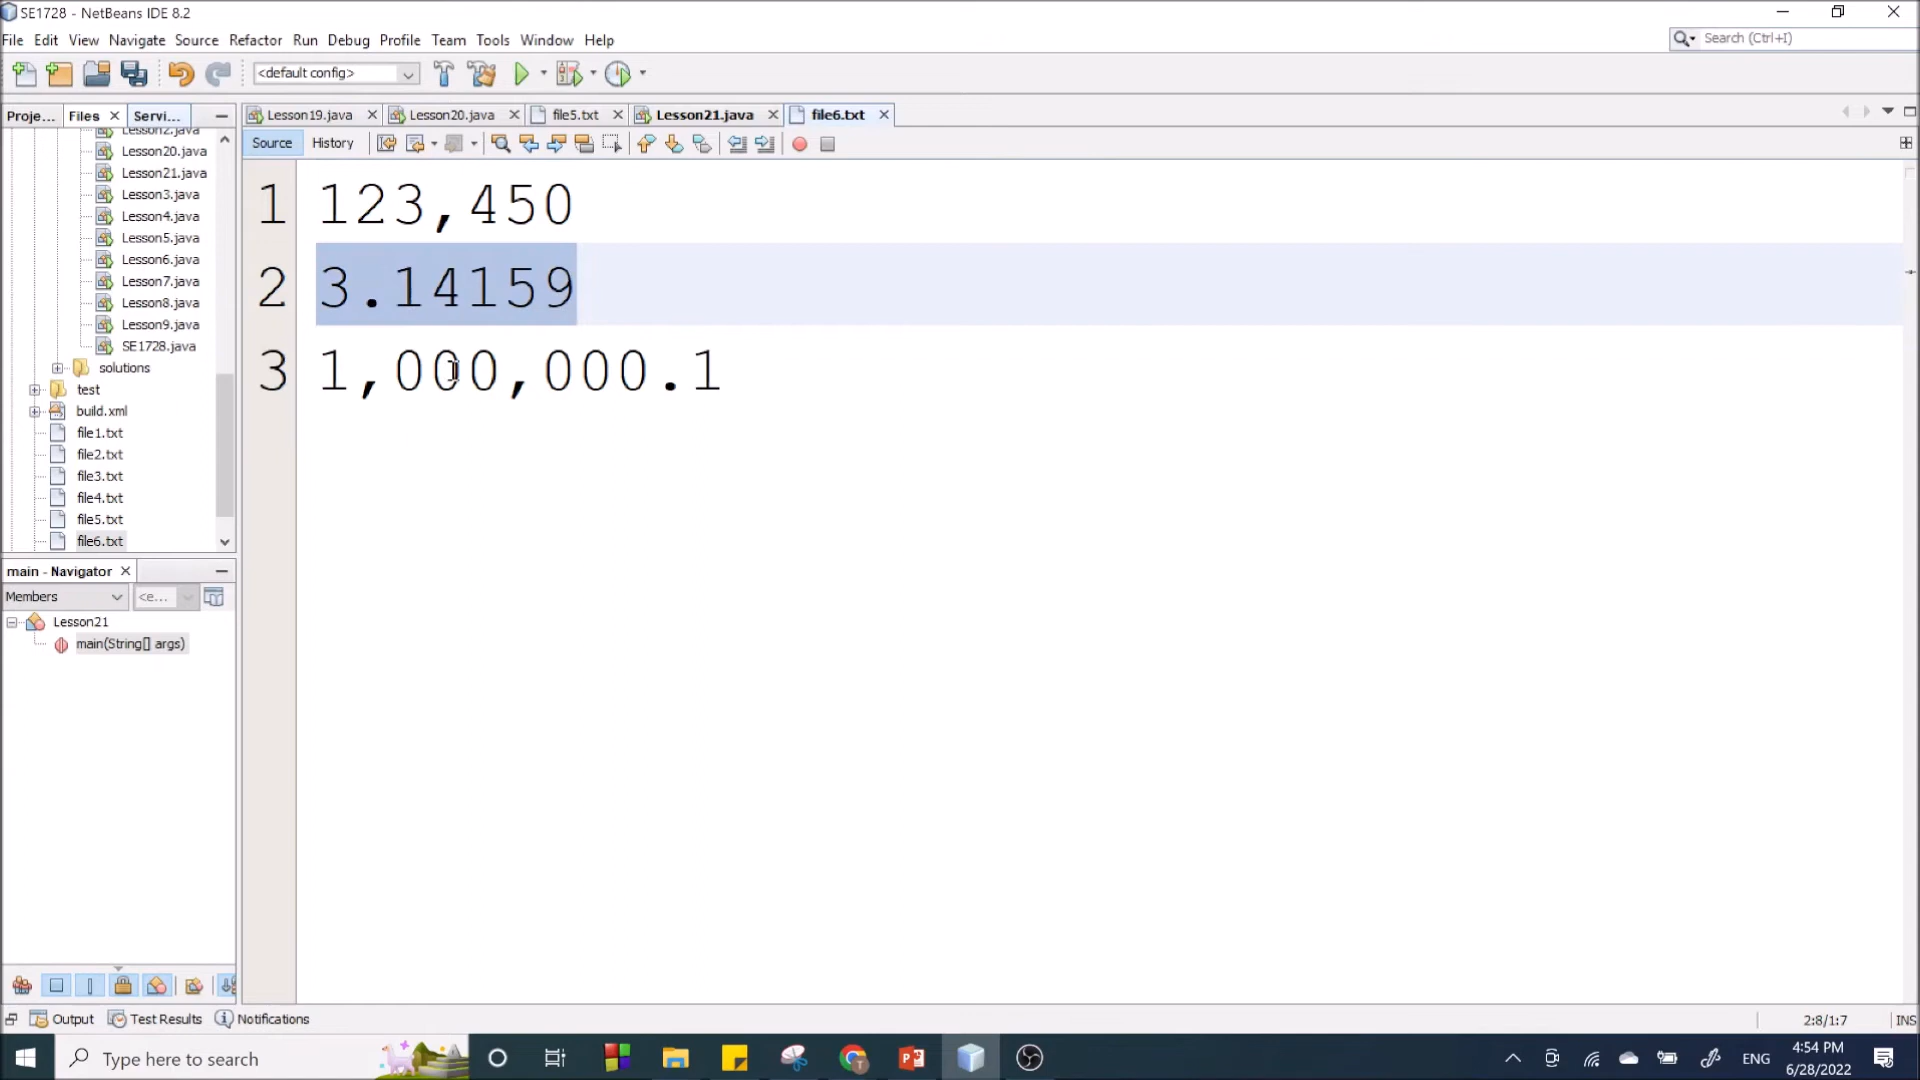 SE1728 - NetBeans IDE 8.2
File Edit View Navigate Source Refactor Run Debug Profile Team Tools Window Help
Search (Ctrl+I)
<default config>
Proje... Files Servi...
Lesson19.java Lesson20.java file5.txt Lesson21.java file6.txt
Source History
Lesson2.java
Lesson20.java
Lesson21.java
Lesson3.java
Lesson4.java
Lesson5.java
Lesson6.java
Lesson7.java
Lesson8.java
Lesson9.java
SE1728.java
solutions
test
build.xml
file1.txt
file2.txt
file3.txt
file4.txt
file5.txt
file6.txt
1 123,450
2 3.14159
3 1,000,000.1
main - Navigator
Members <e...
Lesson21
main(String[] args)
Output Test Results Notifications
2:8/1:7 INS
Type here to search
ENG
4:54 PM
6/28/2022